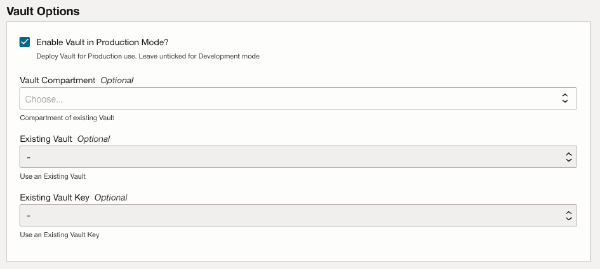 Vault Options
Enable Vault in Production Mode?
Deploy Vault for Production use. Leave unticked for Development mode
Vault Compartment Optional
Choose...
Compartment of existing Vault
Existing Vault Optional
-
Use an Existing Vault
Existing Vault Key Optional
-
Use an Existing Vault Key